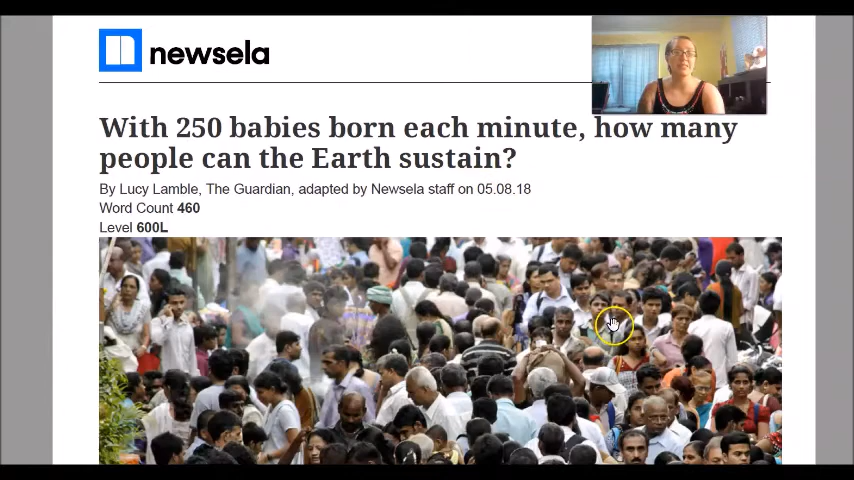 newsela
With 250 babies born each minute, how many
people can the Earth sustain?
By Lucy Lamble, The Guardian, adapted by Newsela staff on 05.08.18
Word Count 460
Level 600L